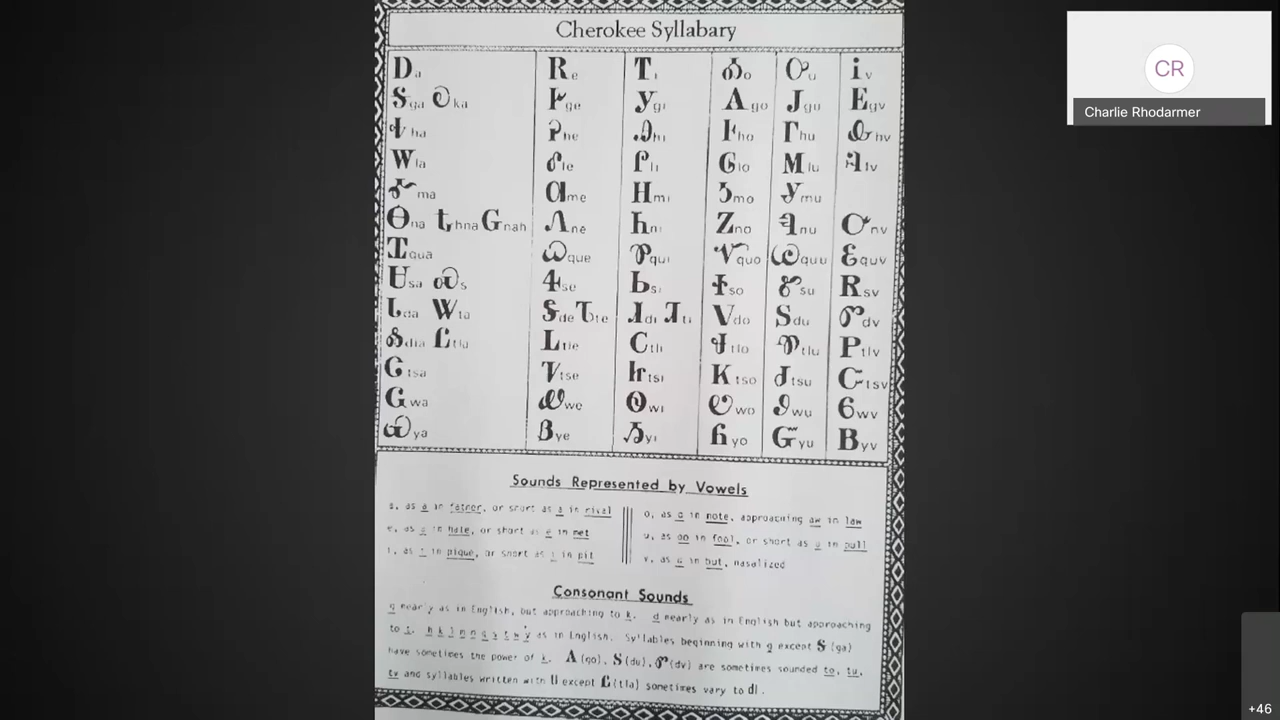 Cherokee Syllabary
Ꭰa Ꭱe Ꭲi Ꭳo Ꭴu Ꭵv
Ꭶga Ꭷka Ꭸge Ꭹgi Ꭺgo Ꭻgu Ꭼgv
Ꭽha Ꭾhe Ꭿhi Ꮀho Ꮁhu Ꮂhv
Ꮃla Ꮄle Ꮅli Ꮆlo Ꮇlu Ꮈlv
Ꮉma Ꮊme Ꮋmi Ꮌmo Ꮍmu
Ꮎna Ꮏhna Ꮐnah Ꮑne Ꮒni Ꮓno Ꮔnu Ꮕnv
Ꮖqua Ꮗque Ꮘqui Ꮙquo Ꮚquu Ꮛquv
Ꮜsa Ꮝs Ꮞse Ꮟsi Ꮠso Ꮡsu Ꮢsv
Ꮣda Ꮤta Ꮥde Ꮦte Ꮧdi Ꮨti Ꮩdo Ꮪdu Ꮫdv
Ꮬdla Ꮭtla Ꮮtle Ꮯtli Ꮰtlo Ꮱtlu Ꮲtlv
Ꮳtsa Ꮴtse Ꮵtsi Ꮶtso Ꮷtsu Ꮸtsv
Ꮹwa Ꮺwe Ꮻwi Ꮼwo Ꮽwu Ꮾwv
Ꮿya Ᏸye Ᏹyi Ᏺyo Ᏻyu Ᏼyv
Sounds Represented by Vowels
a, as a in father, or short as a in rival
e, as a in hate, or short as e in met
i, as i in pique, or short as i in pit
o, as o in note, approaching aw in law
u, as oo in fool, or short as u in pull
v, as u in but, nasalized
Consonant Sounds
g nearly as in English, but approaching to k. d nearly as in English but approaching
to t. h k l m n q s t w y as in English. Syllables beginning with g except Ꭶ (ga)
have sometimes the power of k. Ꭺ (go), Ꮪ (du), Ꮫ (dv) are sometimes sounded to, tu,
tv and syllables written with tl except Ꮭ (tla) sometimes vary to dl.
CR
Charlie Rhodarmer
+46